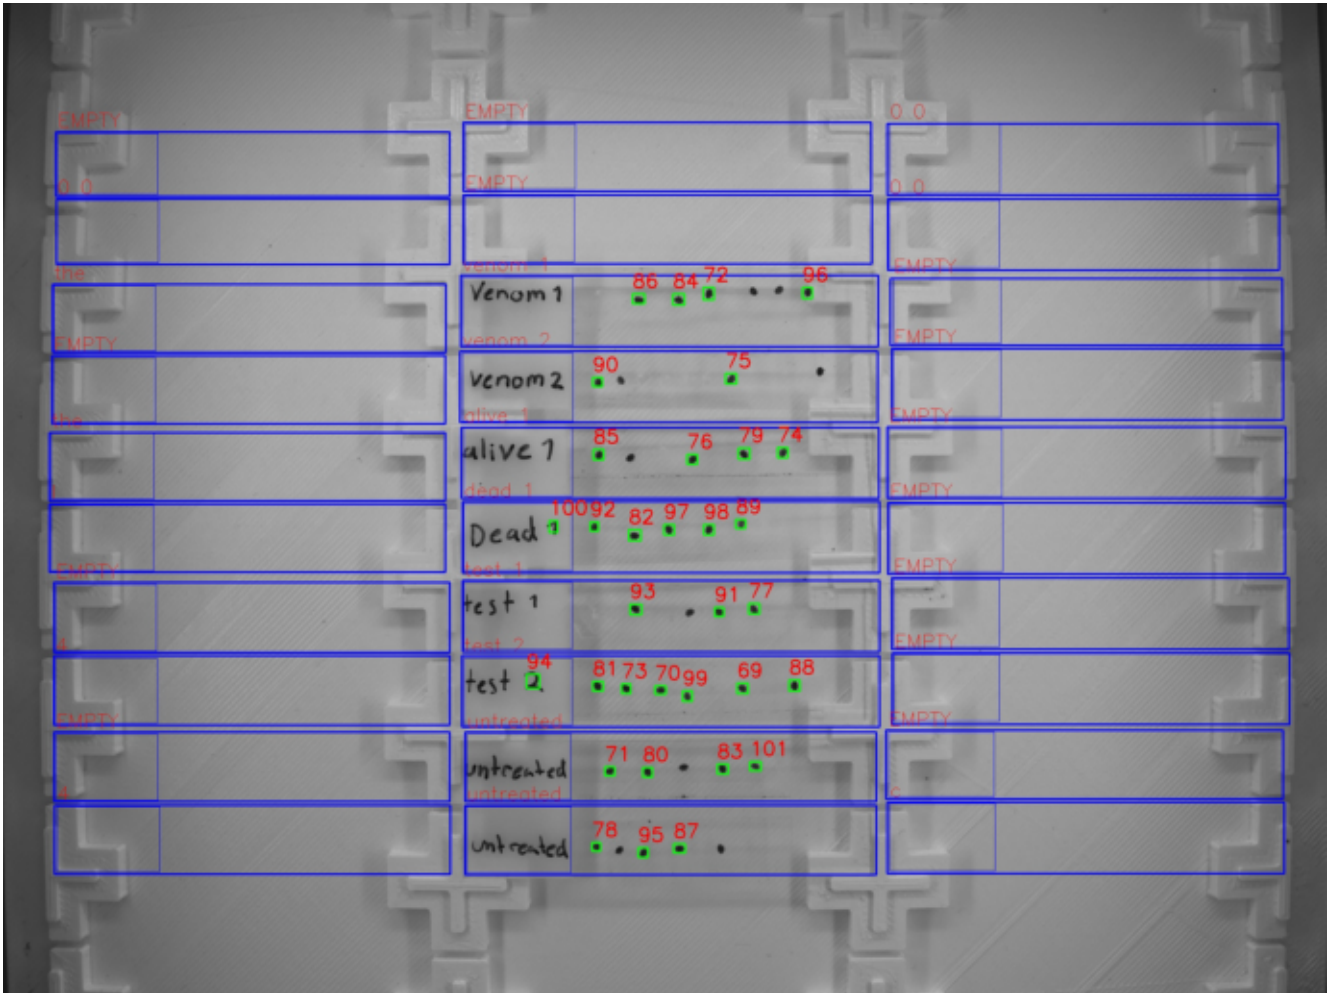 EMPTY
EMPTY
0 0
0 0
EMPTY
0 0
the
venom 1
EMPTY
Venom 1
86 84 72 96
EMPTY
venom 2
EMPTY
venom 2
90 75
the
alive 1
EMPTY
alive 1
85 76 79 74
dead 1
EMPTY
Dead 1
100 92 82 97 98 89
EMPTY
test 1
EMPTY
test 1
93 91 77
4
test 2
EMPTY
test 2
94 81 73 70 99 69 88
EMPTY
untreated
EMPTY
untreated
71 80 83 101
4
untreated
c
untreated
78 95 87